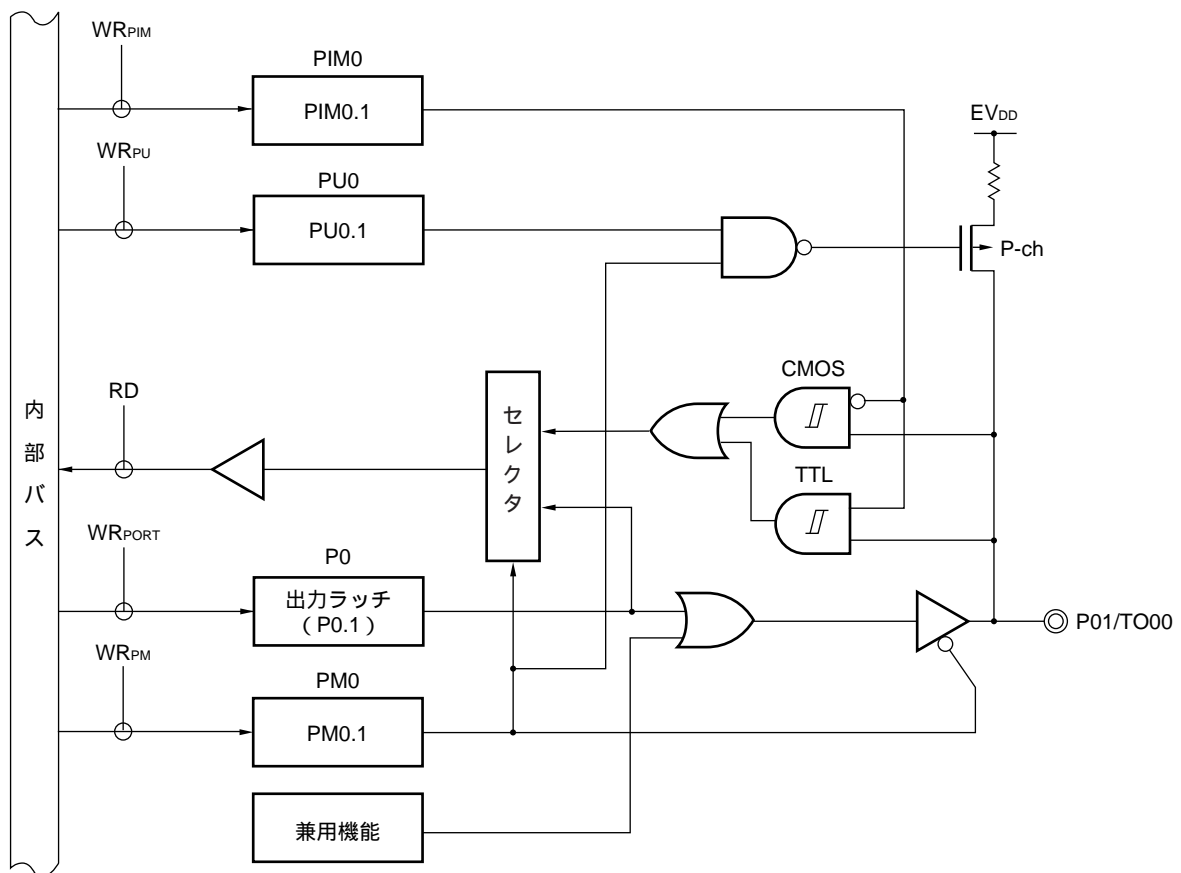 WRPIM
PIM0
PIM0.1
EVDD
WRPU
PU0
PU0.1
P-ch
CMOS
内部バス
RD
セレクタ
TTL
WRPORT
P0
出力ラッチ
（P0.1）
P01/TO00
WRPM
PM0
PM0.1
兼用機能